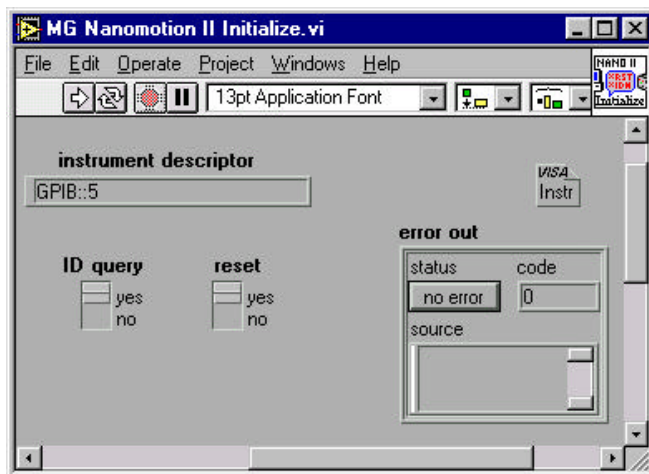 MG Nanomotion II Initialize.vi
File Edit Operate Project Windows Help
13pt Application Font
NANO II
XRST
XIDN
Initialize
instrument descriptor
GPIB::5
VISA
Instr
error out
ID query reset
status code
yes yes
no error 0
no no
source